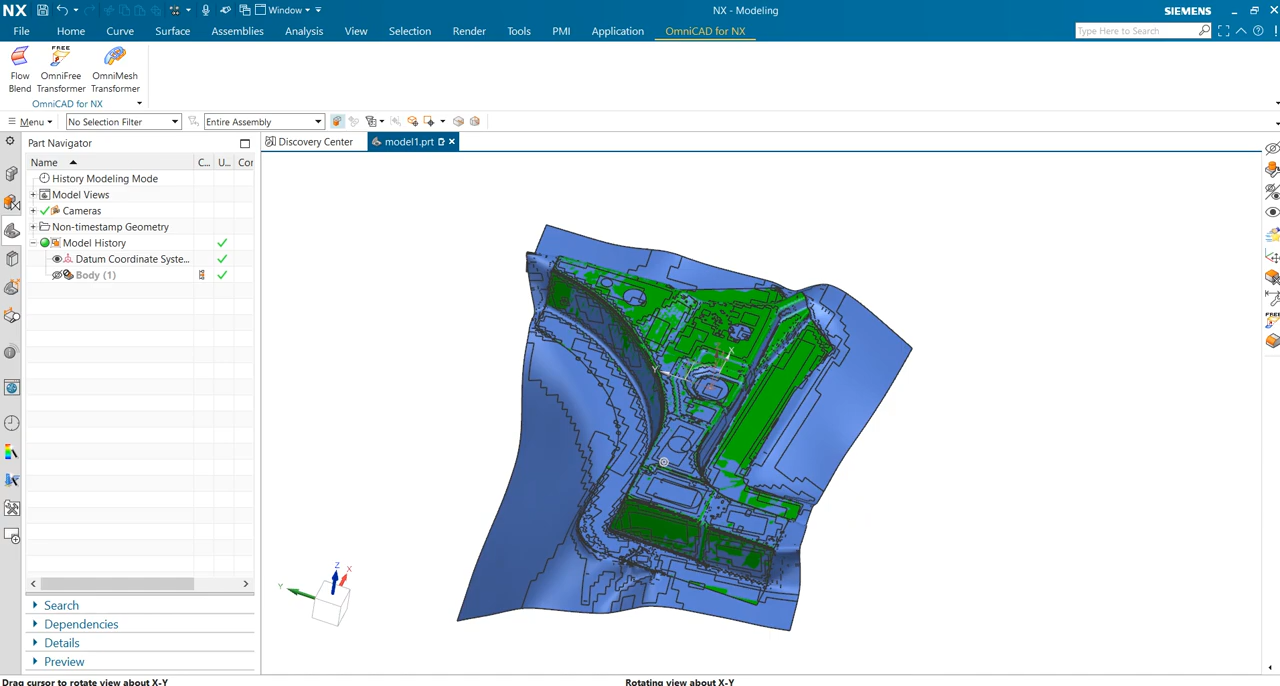 NX Window NX - Modeling SIEMENS
File Home Curve Surface Assemblies Analysis View Selection Render Tools PMI Application OmniCAD for NX Type Here to Search
FREE
Flow OmniFree OmniMesh
Blend Transformer Transformer
OmniCAD for NX
Menu No Selection Filter Entire Assembly
Part Navigator Discovery Center model1.prt
Name C... U... Cor
History Modeling Mode
Model Views
Cameras
Non-timestamp Geometry
Model History
Datum Coordinate Syste...
Body (1)
FREE
X
Y
Z
X
Y
Search
Dependencies
Details
Preview
Drag cursor to rotate view about X-Y Rotating view about X-Y